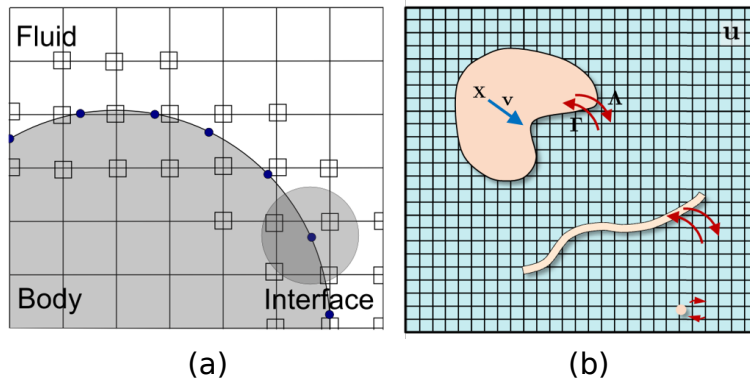 Fluid
Body
Interface
(a)
u
X
v
Λ
Γ
(b)